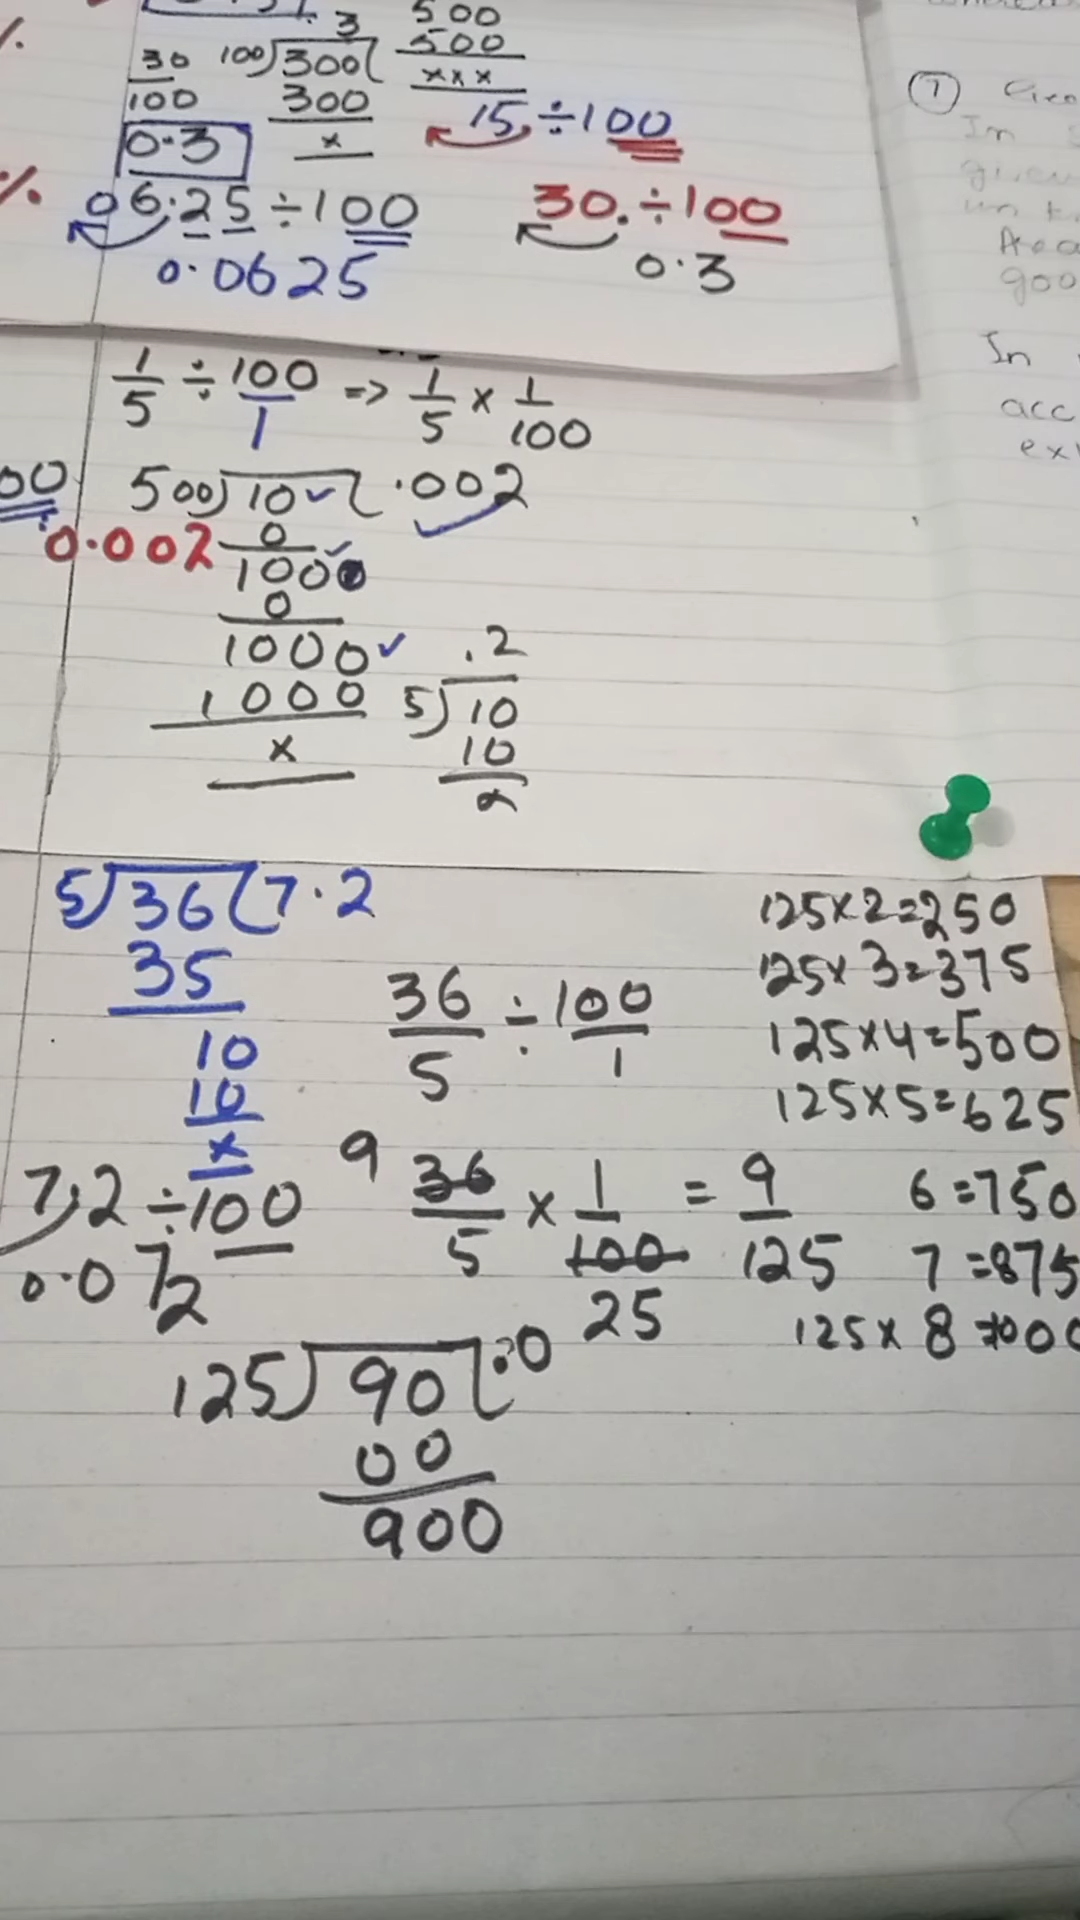 3 500
30 100)300( 500
100 300 xxx
0.3 x 15 ÷ 100
% 06.25 ÷ 100 30. ÷ 100
0.0625 0.3
1/5 ÷ 100/1 => 1/5 × 1/100
00 500)10( .002
0.002 0
1000
0
1000 .2
1000 5)10
x 10
x
5)36(7.2
35
10
10
x
36/5 ÷ 100/1
125×2=250
125×3=375
125×4=500
125×5=625
6=750
7=875
125×8=1000
7.2 ÷ 100
0.072
9 36/5 × 1/100 = 9/125
25
125)90(.0
00
900
7
In
acc